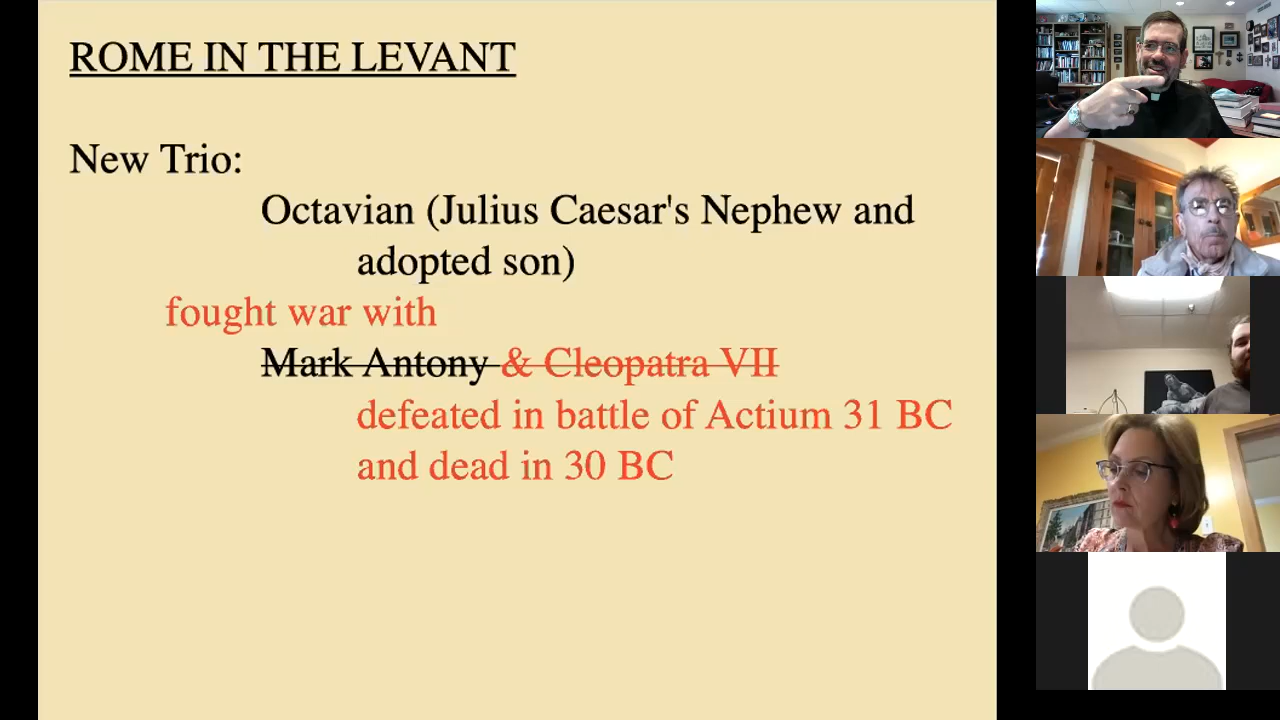 ROME IN THE LEVANT
New Trio:
Octavian (Julius Caesar's Nephew and
adopted son)
fought war with
Mark Antony & Cleopatra VII
defeated in battle of Actium 31 BC
and dead in 30 BC